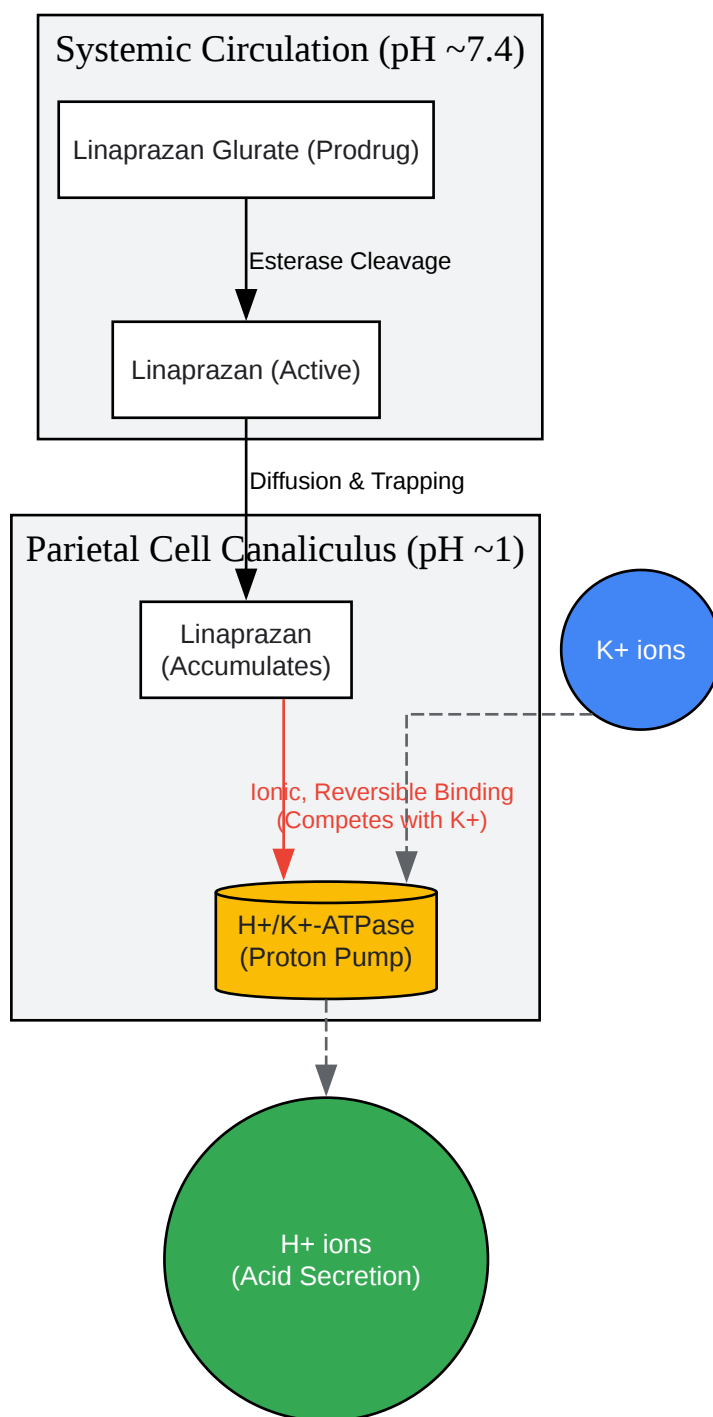 Systemic Circulation (pH ~7.4)
Linaprazan Glurate (Prodrug)
Esterase Cleavage
Linaprazan (Active)
Diffusion & Trapping
Parietal Cell Canaliculus (pH ~1)
Linaprazan
(Accumulates)
K+ ions
Ionic, Reversible Binding
(Competes with K+)
H+/K+-ATPase
(Proton Pump)
H+ ions
(Acid Secretion)